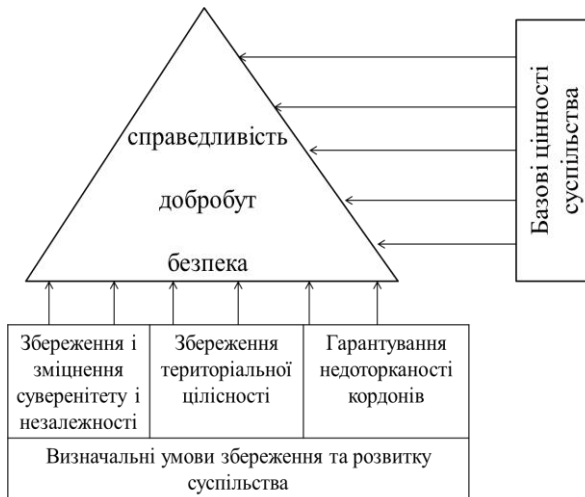 справедливість
добробут
безпека
Базові цінності
суспільства
Збереження і
зміцнення
суверенітету і
незалежності
Збереження
територіальної
цілісності
Гарантування
недоторканості
кордонів
Визначальні умови збереження та розвитку
суспільства